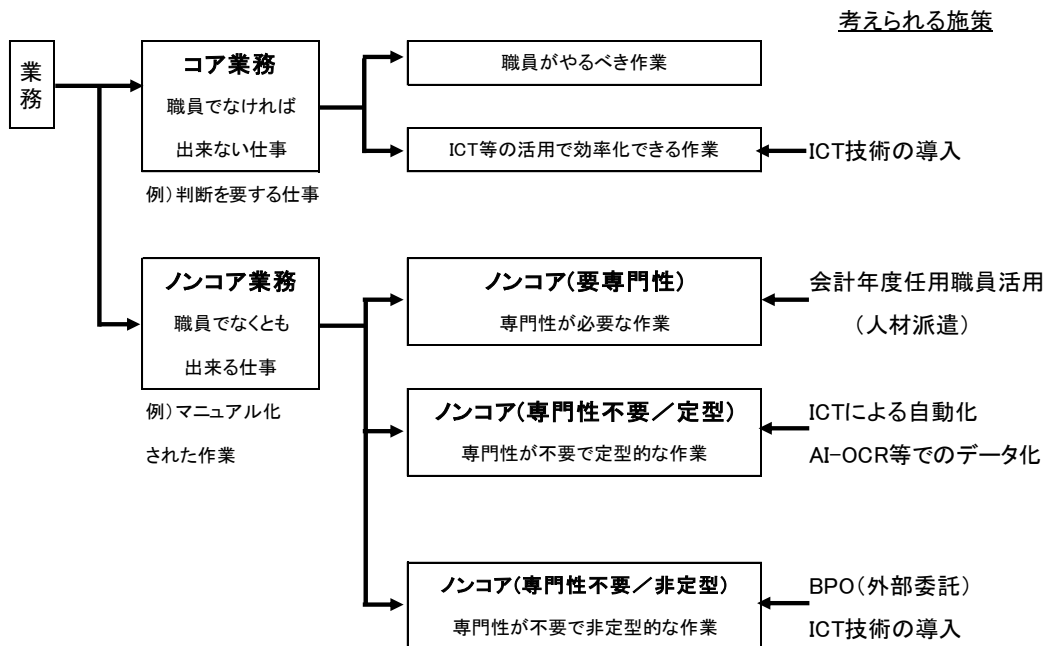 考えられる施策
業務
コア業務
職員でなければ
出来ない仕事
例)判断を要する仕事
職員がやるべき作業
ICT等の活用で効率化できる作業
ICT技術の導入
ノンコア業務
職員でなくとも
出来る仕事
例)マニュアル化
された作業
ノンコア(要専門性)
専門性が必要な作業
会計年度任用職員活用
(人材派遣)
ノンコア(専門性不要/定型)
専門性が不要で定型的な作業
ICTによる自動化
AI-OCR等でのデータ化
ノンコア(専門性不要/非定型)
専門性が不要で非定型的な作業
BPO(外部委託)
ICT技術の導入